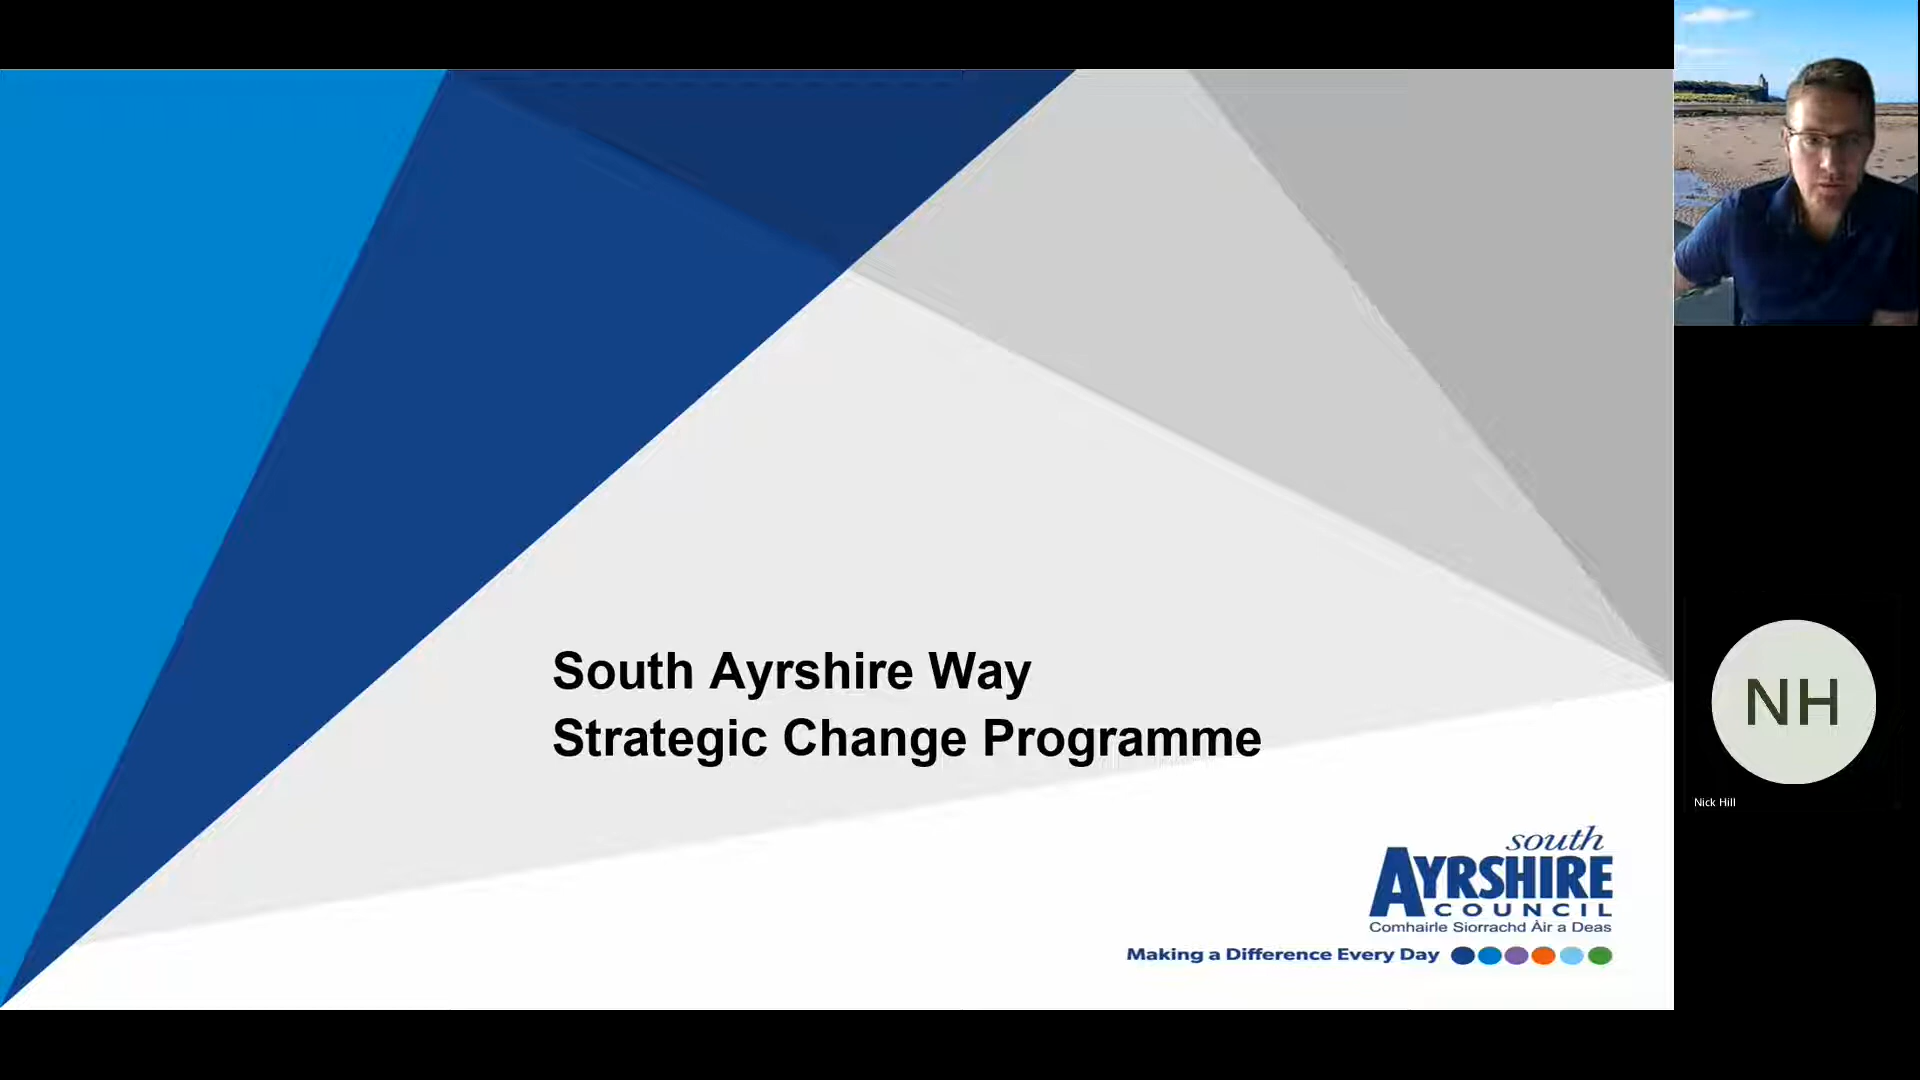 South Ayrshire Way
Strategic Change Programme
south
AYRSHIRE
COUNCIL
Comhairle Siorrachd Àir a Deas
Making a Difference Every Day
NH
Nick Hill